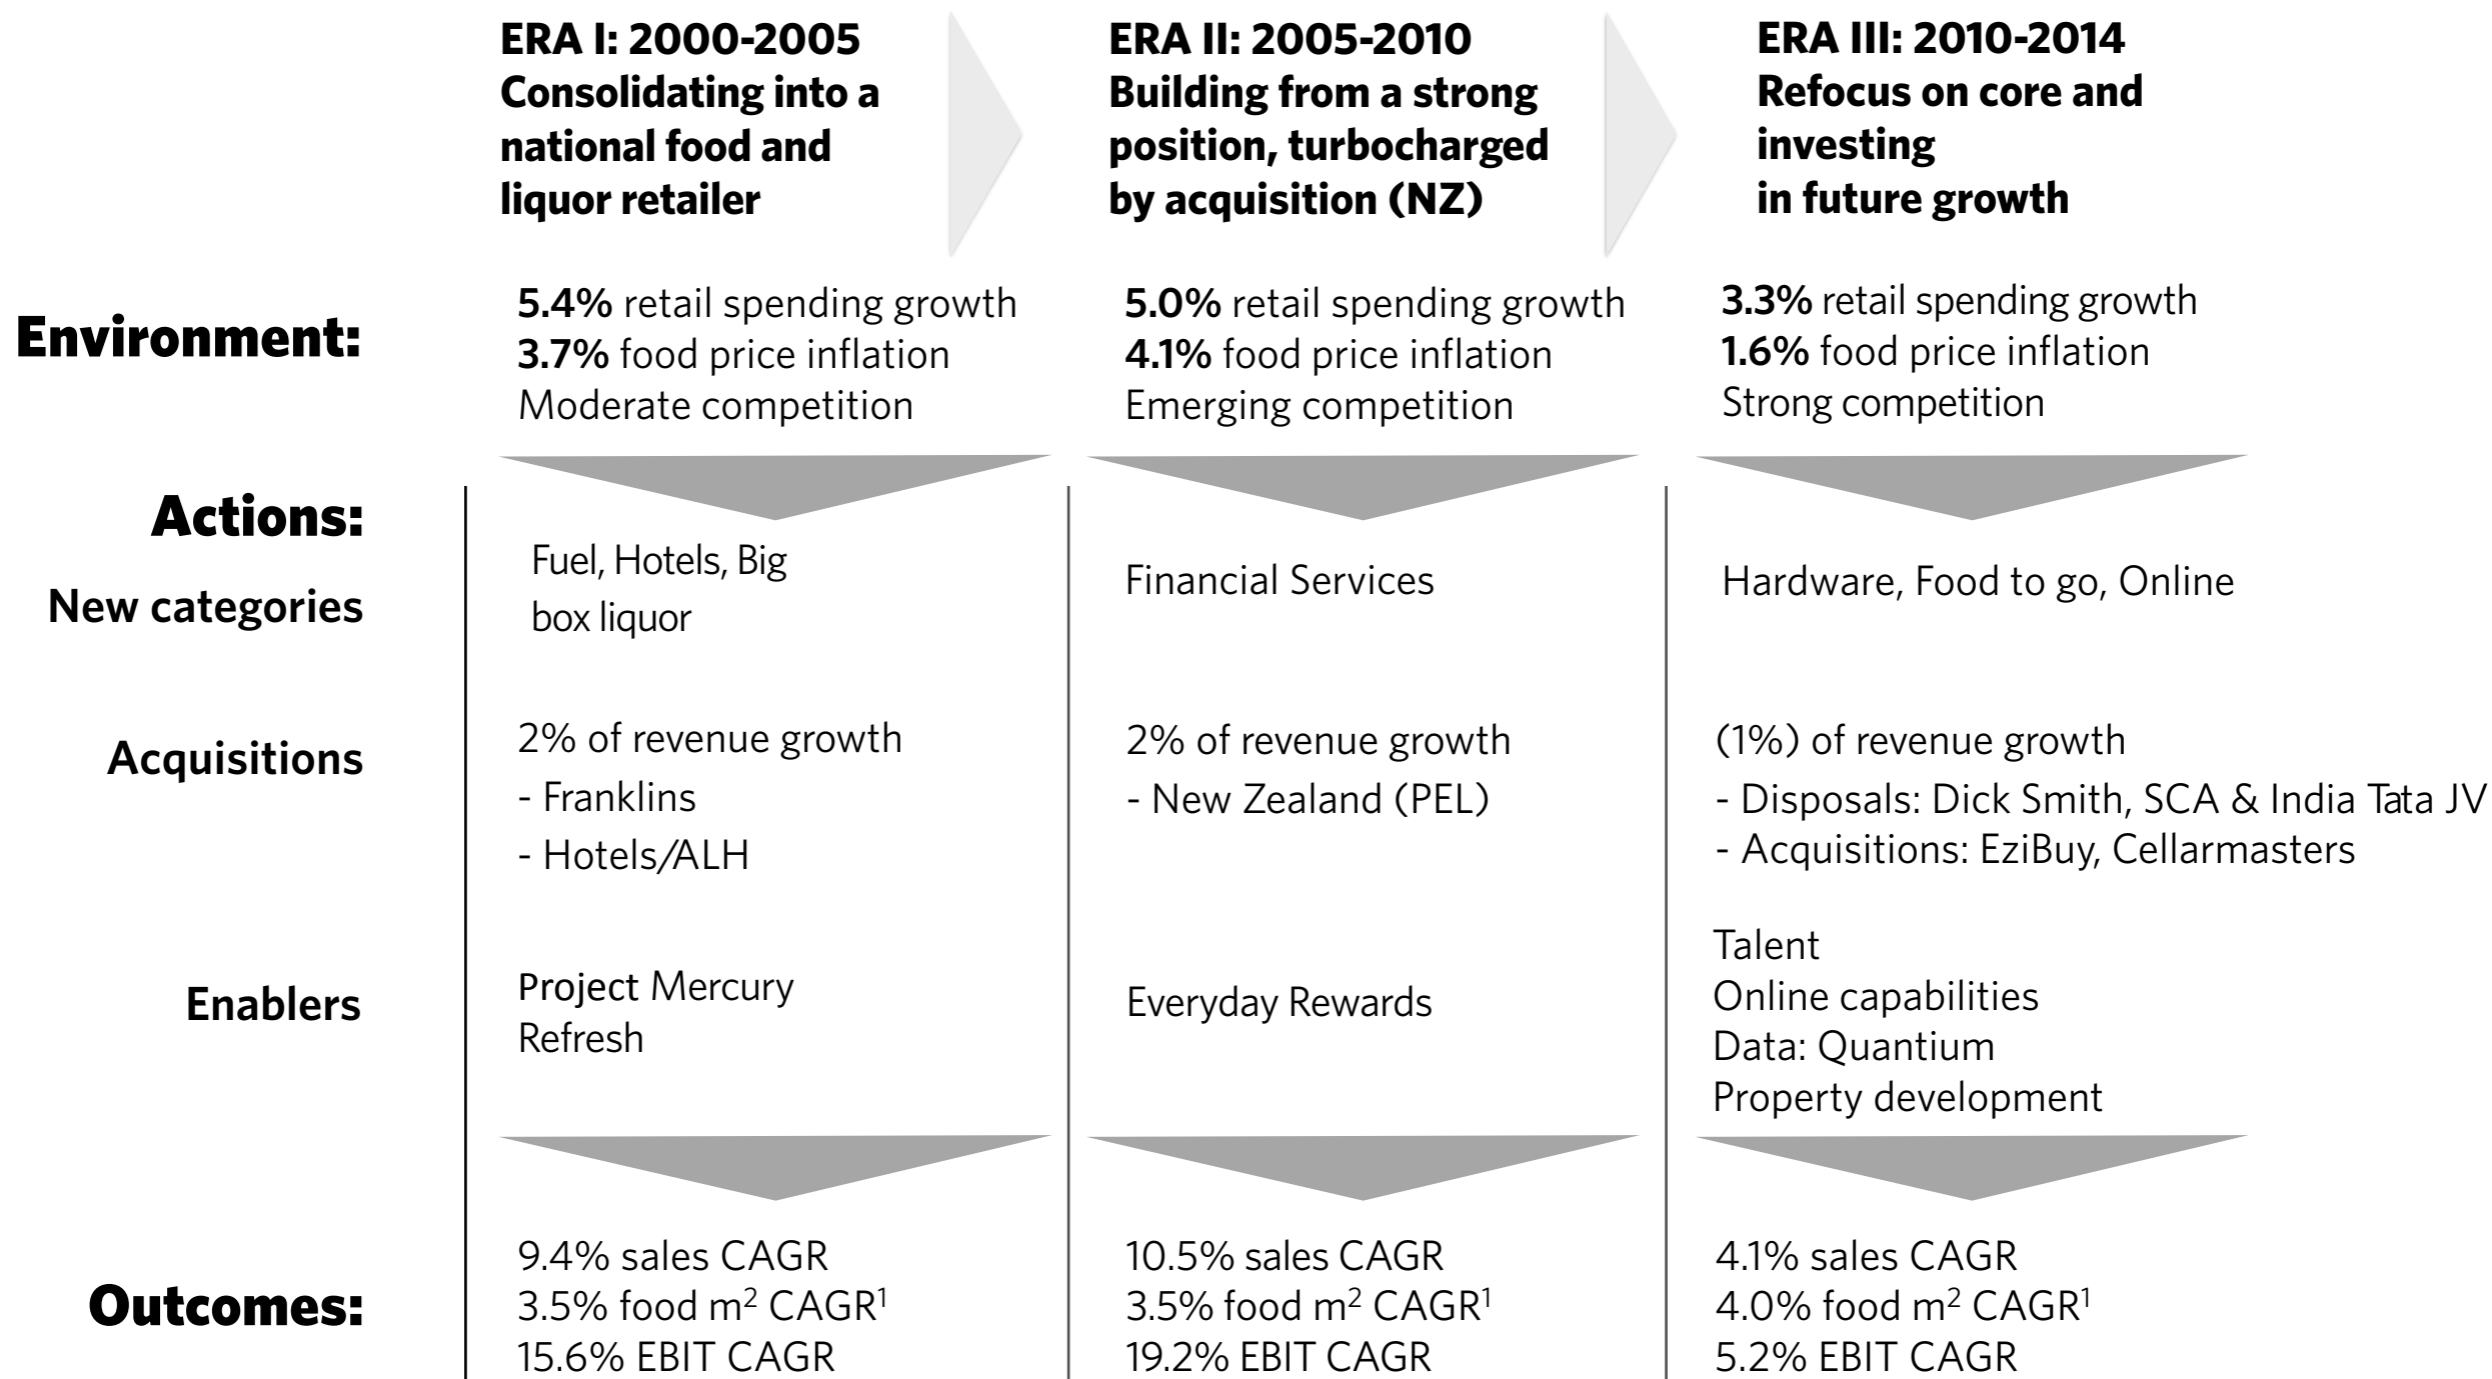 ERA I: 2000-2005
Consolidating into a
national food and
liquor retailer
ERA II: 2005-2010
Building from a strong
position, turbocharged
by acquisition (NZ)
ERA III: 2010-2014
Refocus on core and
investing
in future growth
Environment:
5.4% retail spending growth
3.7% food price inflation
Moderate competition
5.0% retail spending growth
4.1% food price inflation
Emerging competition
3.3% retail spending growth
1.6% food price inflation
Strong competition
Actions:
New categories
Fuel, Hotels, Big
box liquor
Financial Services
Hardware, Food to go, Online
Acquisitions
2% of revenue growth
- Franklins
- Hotels/ALH
2% of revenue growth
- New Zealand (PEL)
(1%) of revenue growth
- Disposals: Dick Smith, SCA & India Tata JV
- Acquisitions: EziBuy, Cellarmasters
Enablers
Project Mercury
Refresh
Everyday Rewards
Talent
Online capabilities
Data: Quantium
Property development
Outcomes:
9.4% sales CAGR
3.5% food m² CAGR¹
15.6% EBIT CAGR
10.5% sales CAGR
3.5% food m² CAGR¹
19.2% EBIT CAGR
4.1% sales CAGR
4.0% food m² CAGR¹
5.2% EBIT CAGR